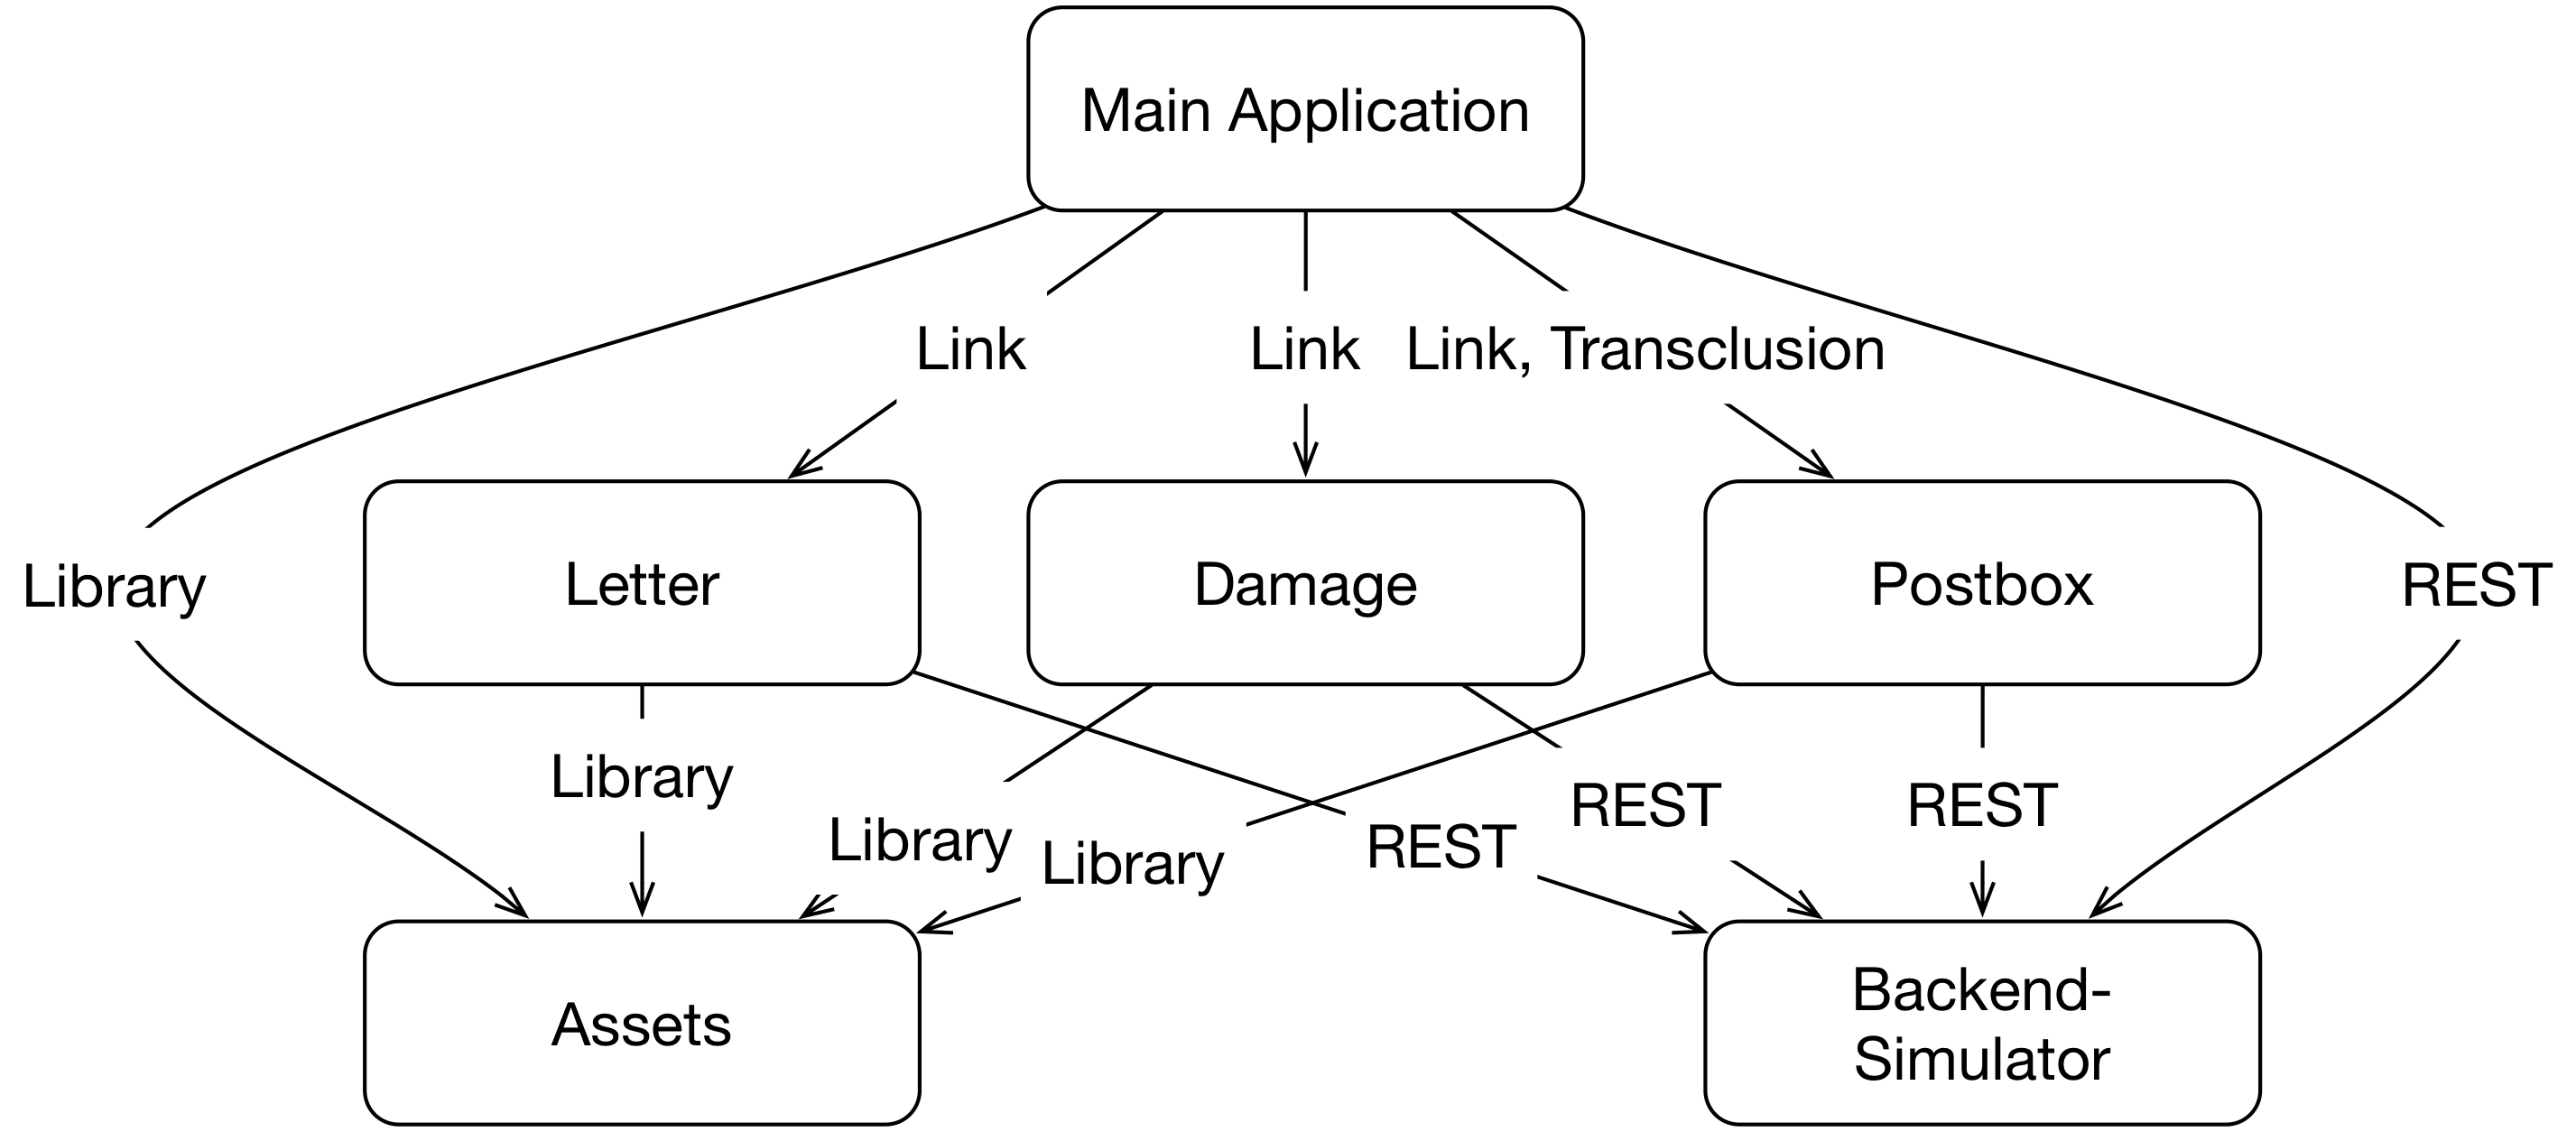 Main Application
Link
Link
Link, Transclusion
Library
Letter
Damage
Postbox
REST
Library
Library
Library
REST
REST
REST
Assets
Backend-
Simulator